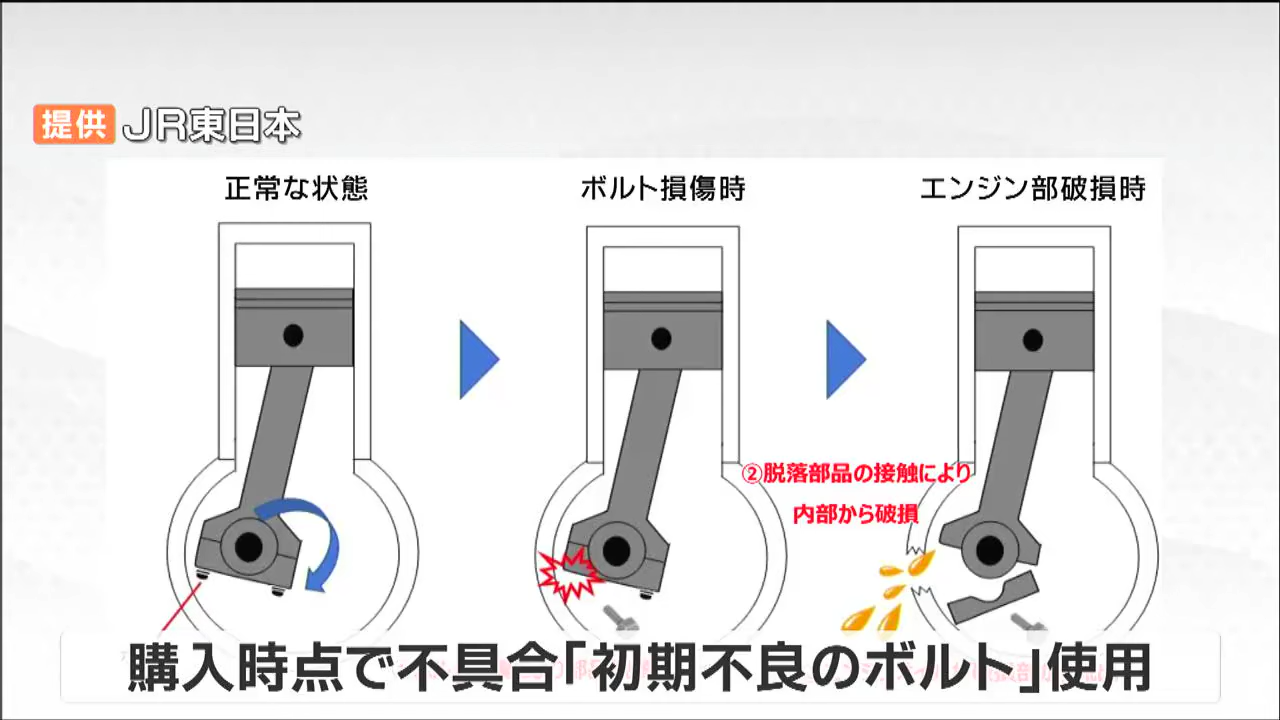 提供 JR東日本
正常な状態
ボルト損傷時
エンジン部破損時
②脱落部品の接触により
内部から破損
購入時点で不具合「初期不良のボルト」使用